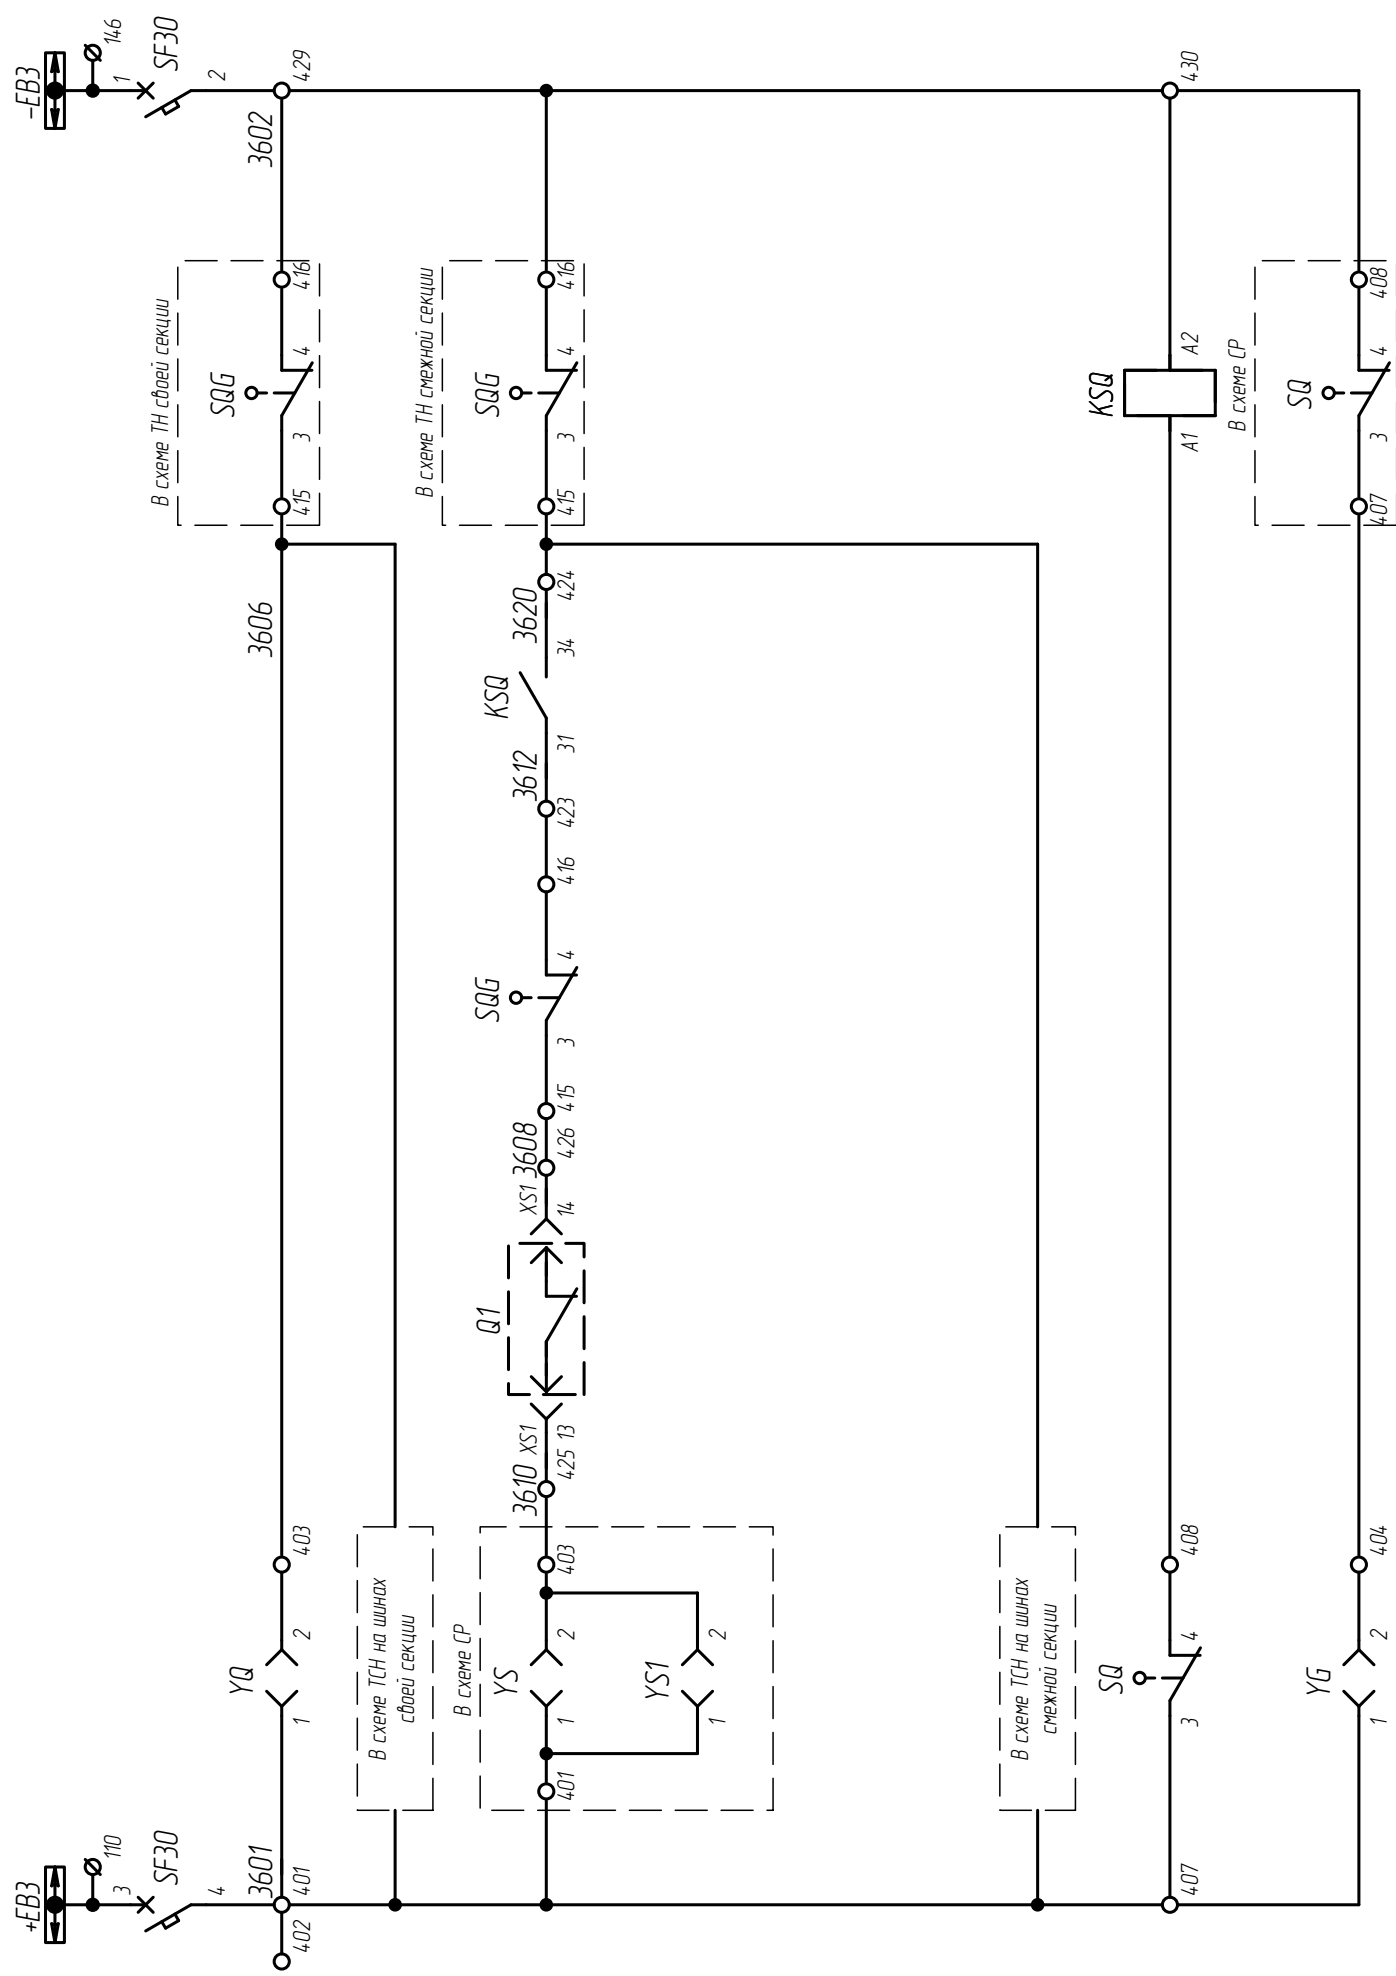 +EB3
110
3
SF30
4
3601
401
402
YQ
1
2
403
3606
В схеме ТН своей секции
415
3
SQG
4
416
3602
429
2
SF30
1
146
-EB3
В схеме ТСН на шинах
своей секции
В схеме СР
401
YS
1
2
403
YS1
1
2
3610
425
XS1
13
Q1
XS1
14
3608
426
415
3
SQG
4
416
423
3612
31
KSQ
34
3620
424
В схеме ТН смежной секции
415
3
SQG
4
416
В схеме ТСН на шинах
смежной секции
407
3
SQ
4
408
A1
KSQ
A2
430
1
YG
2
404
В схеме СР
407
3
SQ
4
408